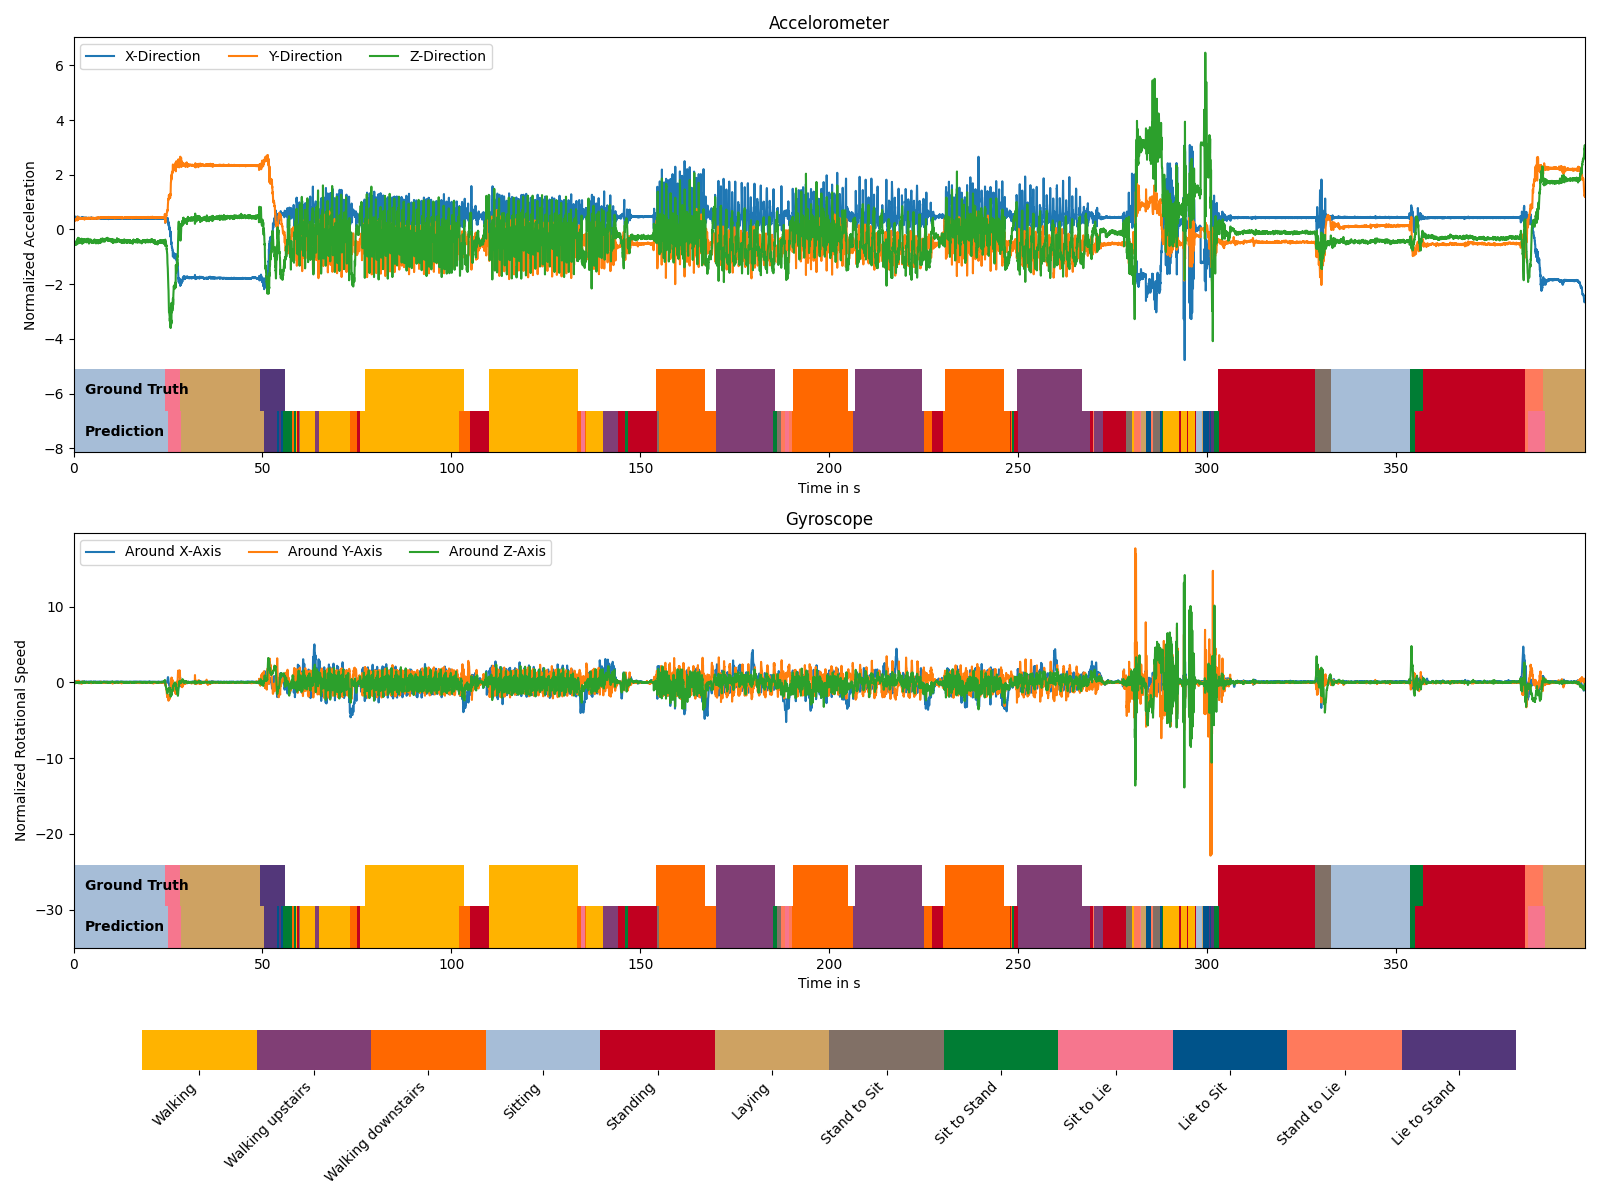 Accelorometer
X-Direction Y-Direction Z-Direction
Normalized Acceleration
6
4
2
0
−2
−4
−6
−8
Ground Truth
Prediction
0 50 100 150 200 250 300 350
Time in s
Gyroscope
Around X-Axis Around Y-Axis Around Z-Axis
Normalized Rotational Speed
10
0
−10
−20
−30
Ground Truth
Prediction
0 50 100 150 200 250 300 350
Time in s
Walking
Walking upstairs
Walking downstairs
Sitting
Standing
Laying
Stand to Sit
Sit to Stand
Sit to Lie
Lie to Sit
Stand to Lie
Lie to Stand